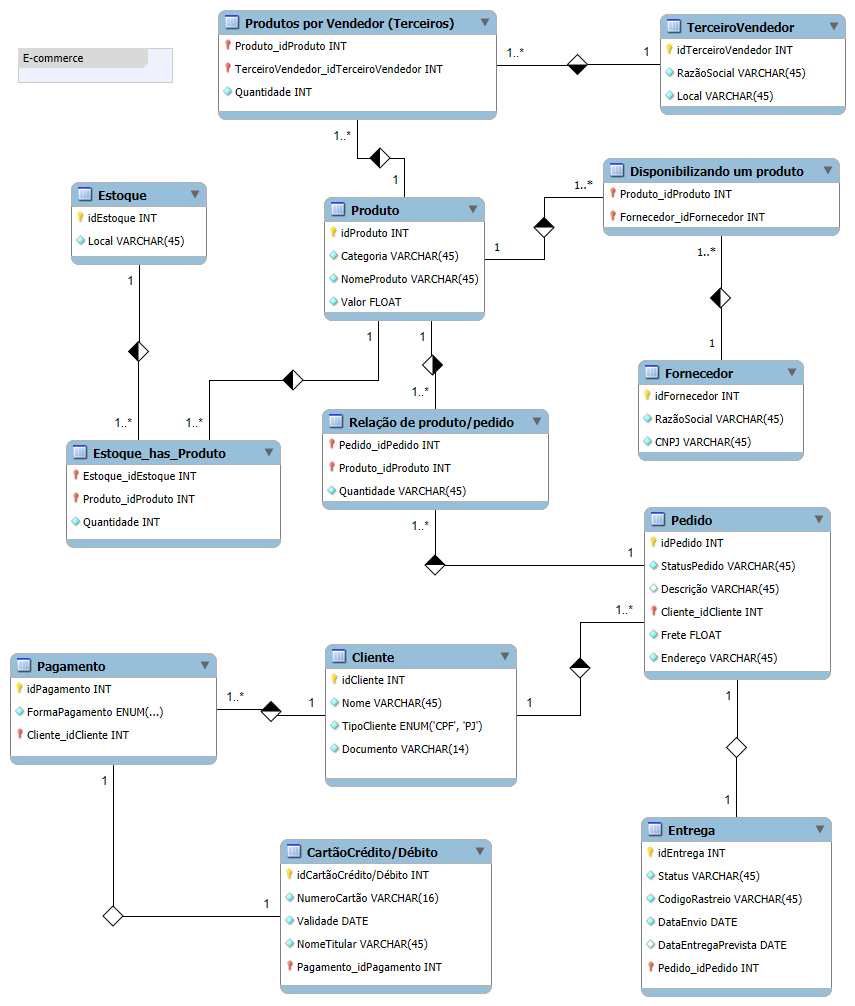 E-commerce
Produtos por Vendedor (Terceiros)
Produto_idProduto INT
TerceiroVendedor_idTerceiroVendedor INT
Quantidade INT
1..*
1
TerceiroVendedor
idTerceiroVendedor INT
RazãoSocial VARCHAR(45)
Local VARCHAR(45)
1..*
1
Estoque
idEstoque INT
Local VARCHAR(45)
1
1..*
Produto
idProduto INT
Categoria VARCHAR(45)
NomeProduto VARCHAR(45)
Valor FLOAT
1
1..*
Disponibilizando um produto
Produto_idProduto INT
Fornecedor_idFornecedor INT
1..*
1
Fornecedor
idFornecedor INT
RazãoSocial VARCHAR(45)
CNPJ VARCHAR(45)
1
1..*
1
1..*
Estoque_has_Produto
Estoque_idEstoque INT
Produto_idProduto INT
Quantidade INT
Relação de produto/pedido
Pedido_idPedido INT
Produto_idProduto INT
Quantidade VARCHAR(45)
1..*
1
Pedido
idPedido INT
StatusPedido VARCHAR(45)
Descrição VARCHAR(45)
Cliente_idCliente INT
Frete FLOAT
Endereço VARCHAR(45)
1..*
1
Pagamento
idPagamento INT
FormaPagamento ENUM(...)
Cliente_idCliente INT
1..*
1
Cliente
idCliente INT
Nome VARCHAR(45)
TipoCliente ENUM('CPF', 'PJ')
Documento VARCHAR(14)
1
1
1
1
CartãoCrédito/Débito
idCartãoCrédito/Débito INT
NumeroCartão VARCHAR(16)
Validade DATE
NomeTitular VARCHAR(45)
Pagamento_idPagamento INT
Entrega
idEntrega INT
Status VARCHAR(45)
CodigoRastreio VARCHAR(45)
DataEnvio DATE
DataEntregaPrevista DATE
Pedido_idPedido INT